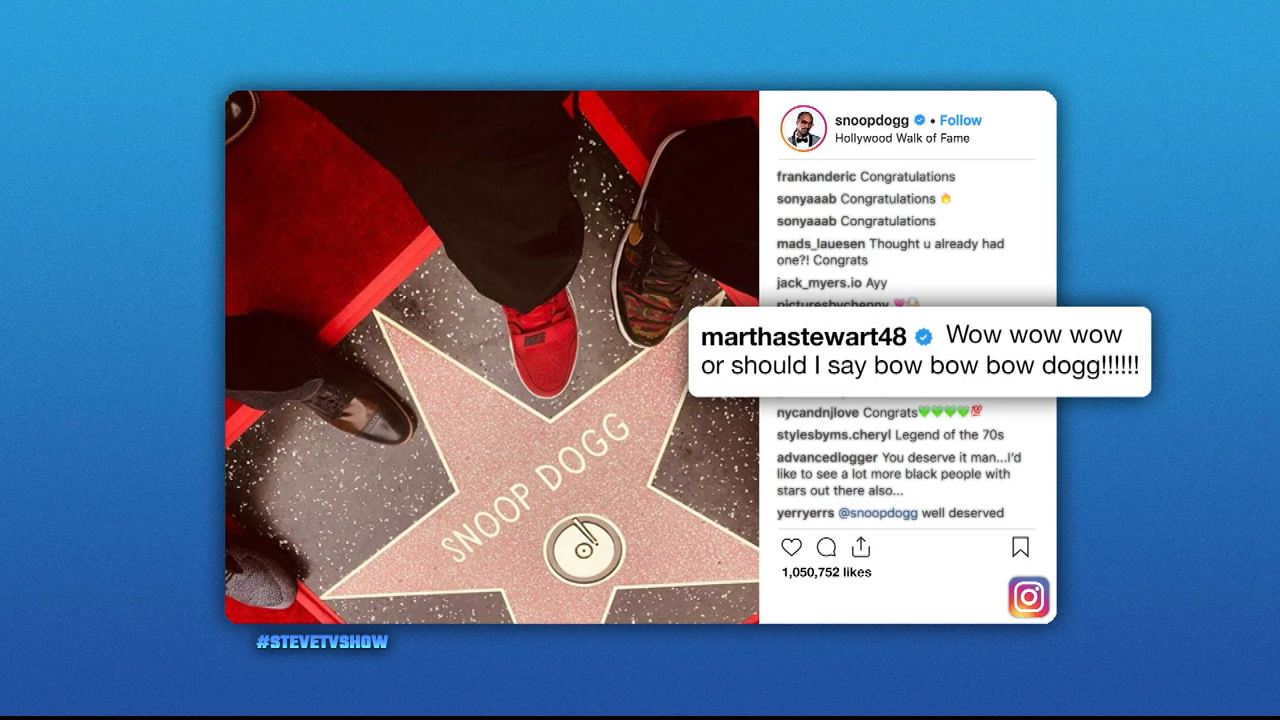 snoopdogg • Follow
Hollywood Walk of Fame
frankanderic Congratulations
sonyaaab Congratulations 🔥
sonyaaab Congratulations
mads_lauesen Thought u already had
one?! Congrats
jack_myers.io Ayy
marthastewart48 Wow wow wow
or should I say bow bow bow dogg!!!!!!
nycandnjlove Congrats💚💚💚💚💯
stylesbyms.cheryl Legend of the 70s
advancedlogger You deserve it man...I'd
like to see a lot more black people with
stars out there also...
yerryerrs @snoopdogg well deserved
1,050,752 likes
SNOOP DOGG
#STEVETVSHOW